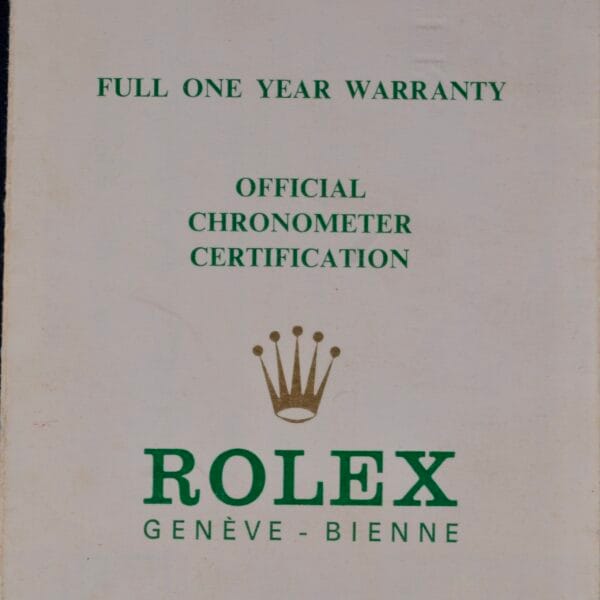 FULL ONE YEAR WARRANTY
OFFICIAL
CHRONOMETER
CERTIFICATION
ROLEX
GENÈVE - BIENNE